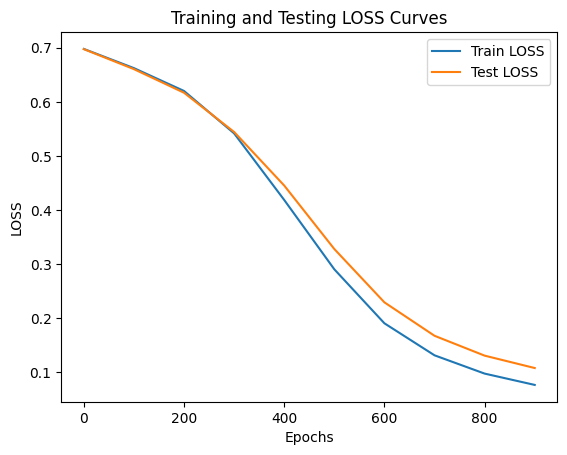 Training and Testing LOSS Curves
Train LOSS
Test LOSS
0.7
0.6
0.5
0.4
0.3
0.2
0.1
LOSS
0 200 400 600 800
Epochs